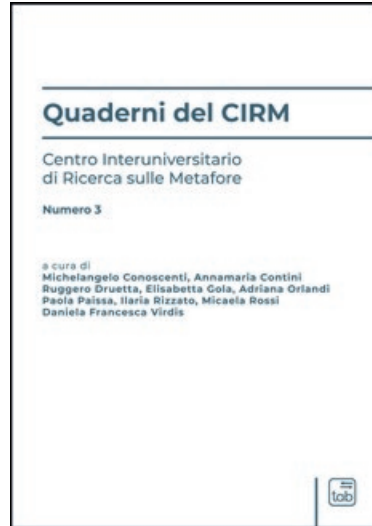 Quaderni del CIRM
Centro Interuniversitario
di Ricerca sulle Metafore
Numero 3
a cura di
Michelangelo Conoscenti, Annamaria Contini
Ruggero Druetta, Elisabetta Gola, Adriana Orlandi
Paola Paissa, Ilaria Rizzato, Micaela Rossi
Daniela Francesca Virdis
tab